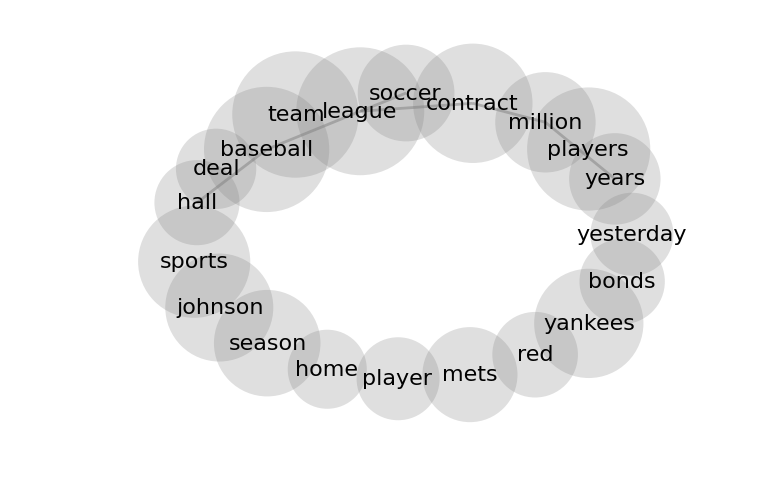 soccer
contract
league
team
million
baseball
players
deal
years
hall
yesterday
sports
bonds
johnson
yankees
season
red
home
mets
player